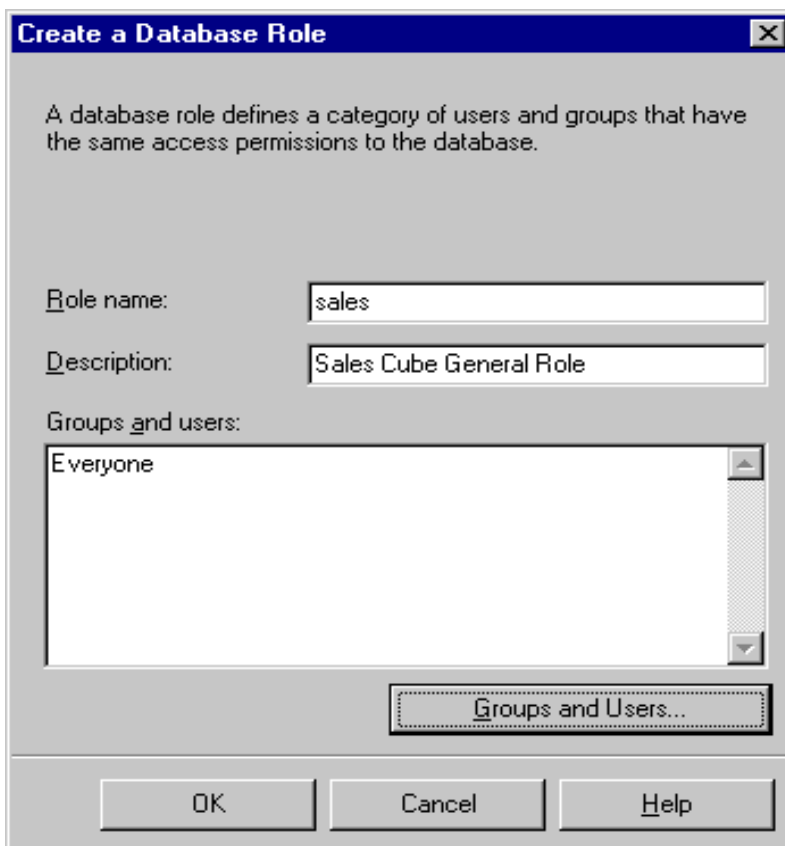 Create a Database Role
A database role defines a category of users and groups that have
the same access permissions to the database.
Role name:
sales
Description:
Sales Cube General Role
Groups and users:
Everyone
Groups and Users...
OK
Cancel
Help